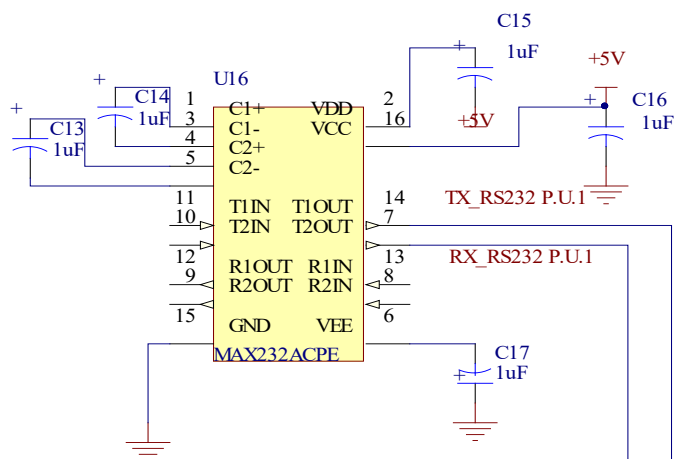 C15
1uF
+5V
U16
C14
1uF
C13
1uF
C16
1uF
+5V
1 C1+ VDD 2
3 C1- VCC 16
4 C2+
5 C2-
11 T1IN T1OUT 14 TX_RS232 P.U.1
10 T2IN T2OUT 7
12 R1OUT R1IN 13 RX_RS232 P.U.1
9 R2OUT R2IN 8
15 GND VEE 6
MAX232ACPE
C17
1uF